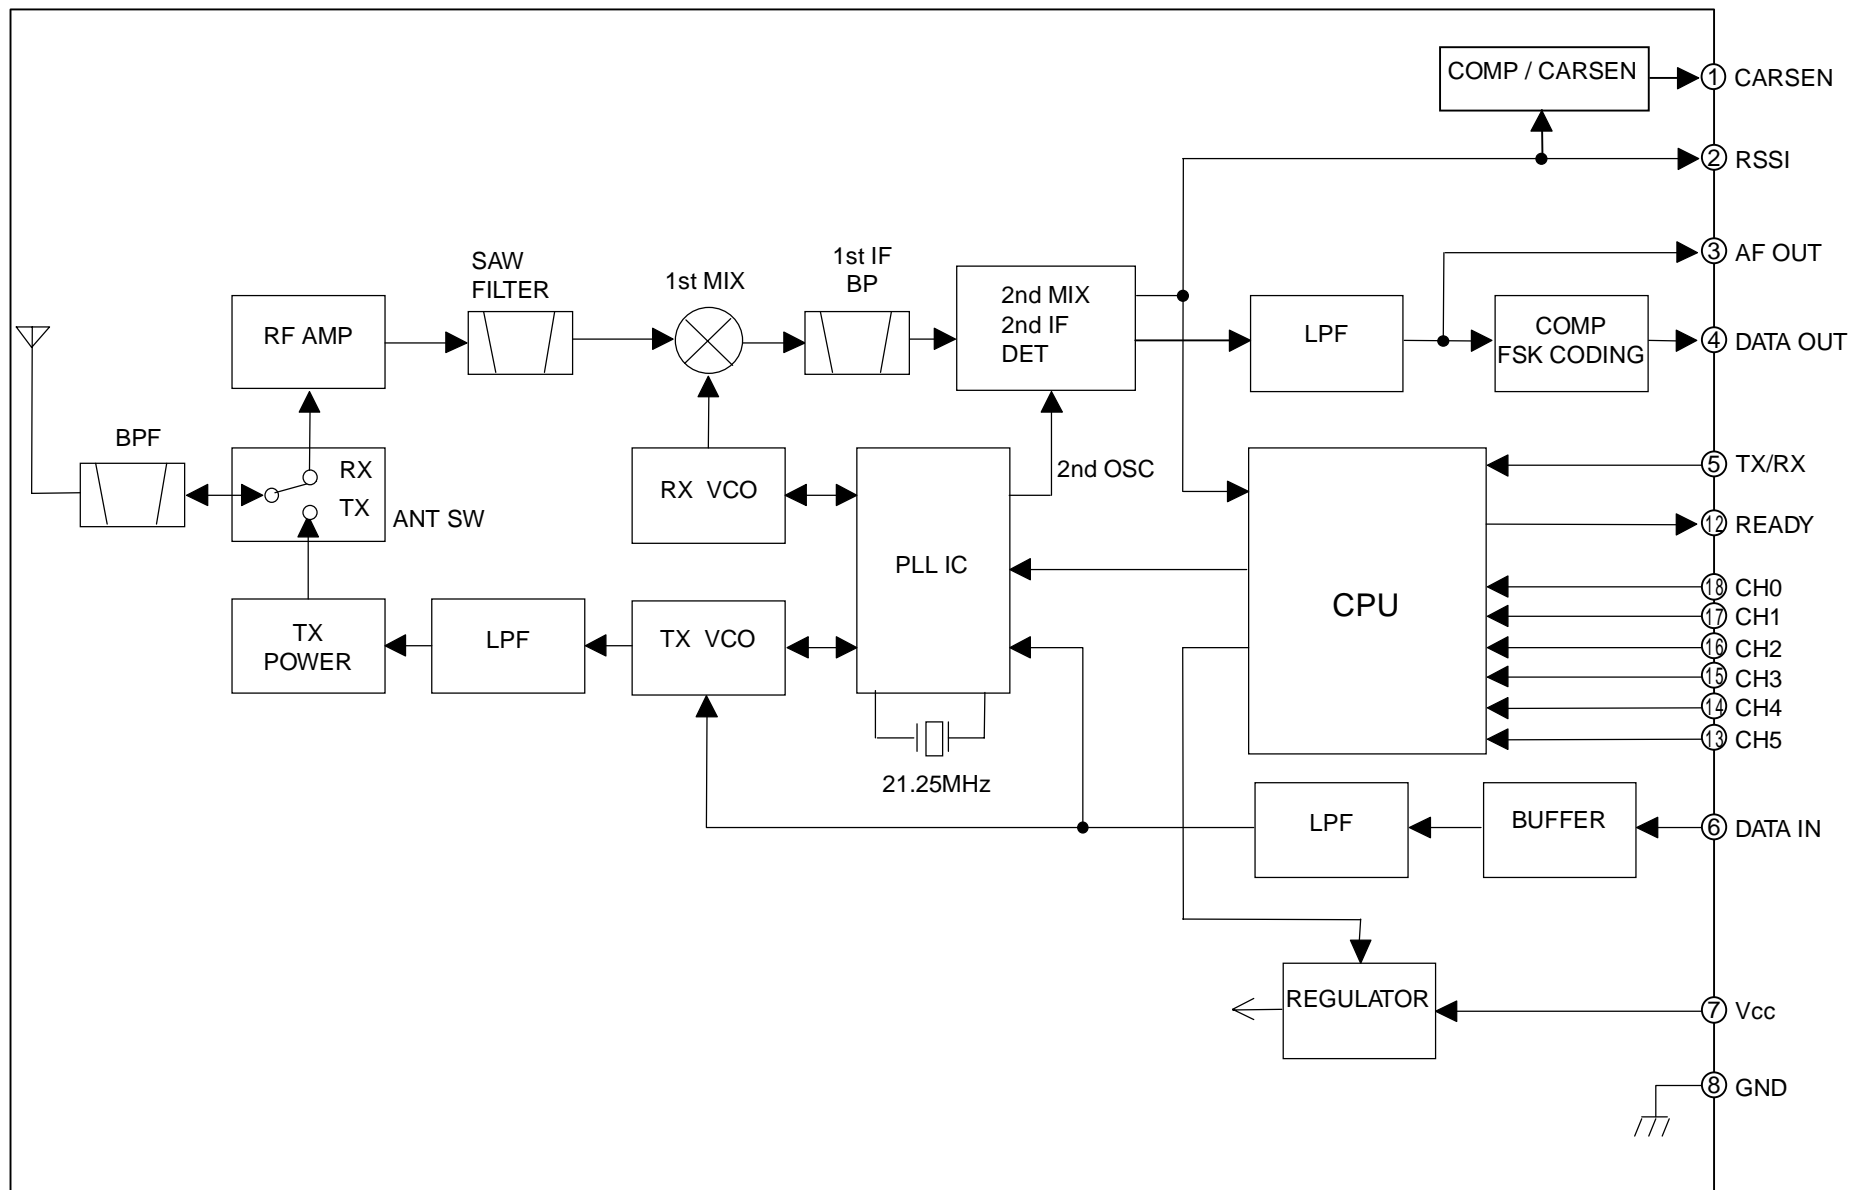 COMP / CARSEN
1 CARSEN
2 RSSI
3 AF OUT
SAW
FILTER
1st MIX
1st IF
BP
RF AMP
2nd MIX
2nd IF
DET
LPF
COMP
FSK CODING
4 DATA OUT
BPF
RX
TX
ANT SW
RX VCO
2nd OSC
5 TX/RX
12 READY
PLL IC
CPU
18 CH0
17 CH1
16 CH2
15 CH3
14 CH4
13 CH5
TX
POWER
LPF
TX VCO
21.25MHz
LPF
BUFFER
6 DATA IN
REGULATOR
7 Vcc
8 GND